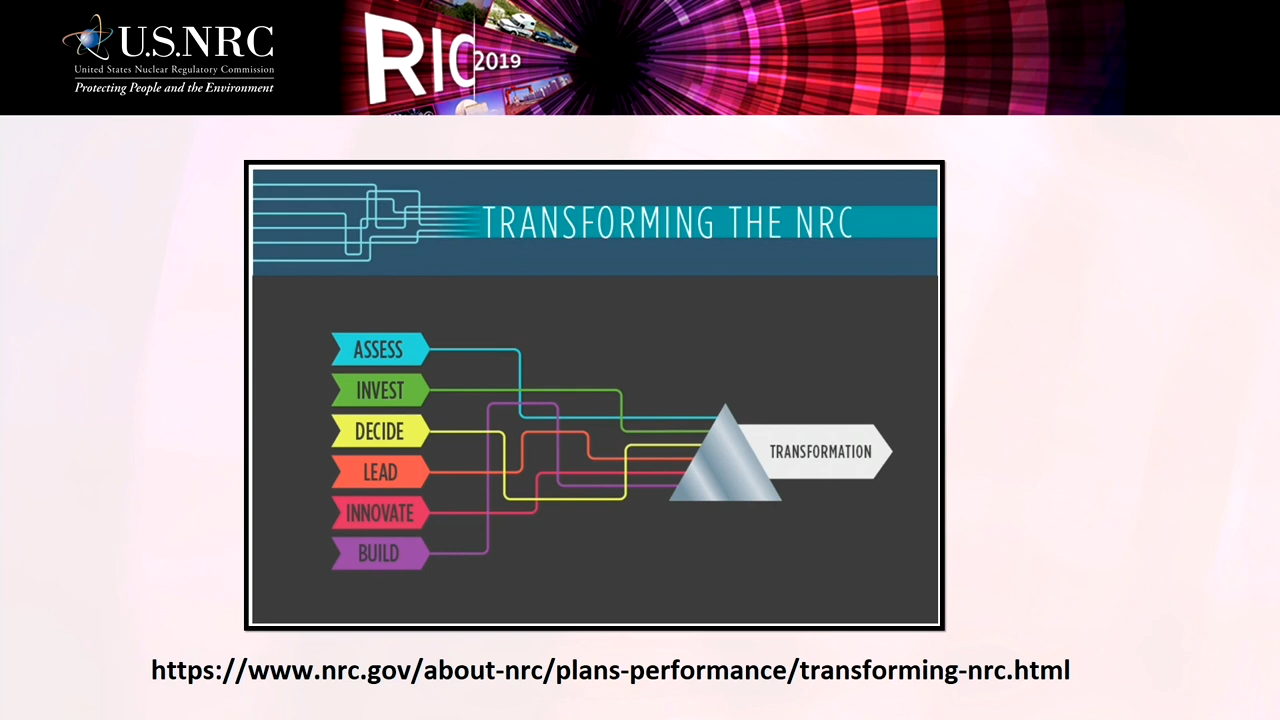 U.S.NRC
United States Nuclear Regulatory Commission
Protecting People and the Environment
RIC 2019
TRANSFORMING THE NRC
ASSESS
INVEST
DECIDE
LEAD
INNOVATE
BUILD
TRANSFORMATION
https://www.nrc.gov/about-nrc/plans-performance/transforming-nrc.html